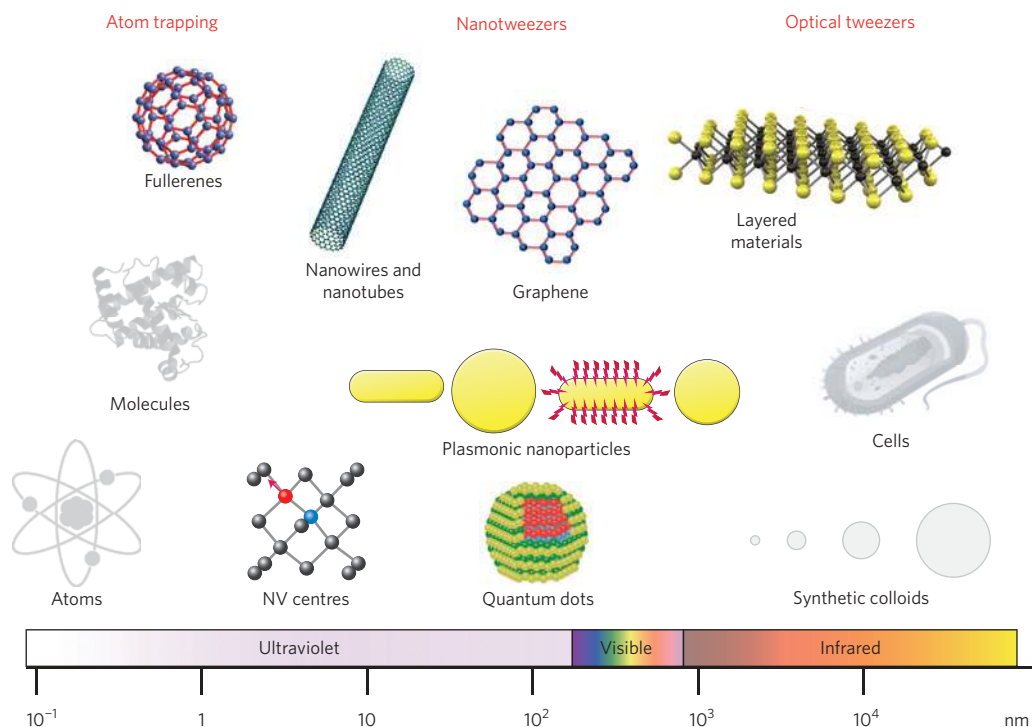 Atom trapping
Nanotweezers
Optical tweezers
Fullerenes
Nanowires and
nanotubes
Graphene
Layered
materials
Molecules
Plasmonic nanoparticles
Cells
Atoms
NV centres
Quantum dots
Synthetic colloids
Ultraviolet
Visible
Infrared
10⁻¹
1
10
10²
10³
10⁴
nm